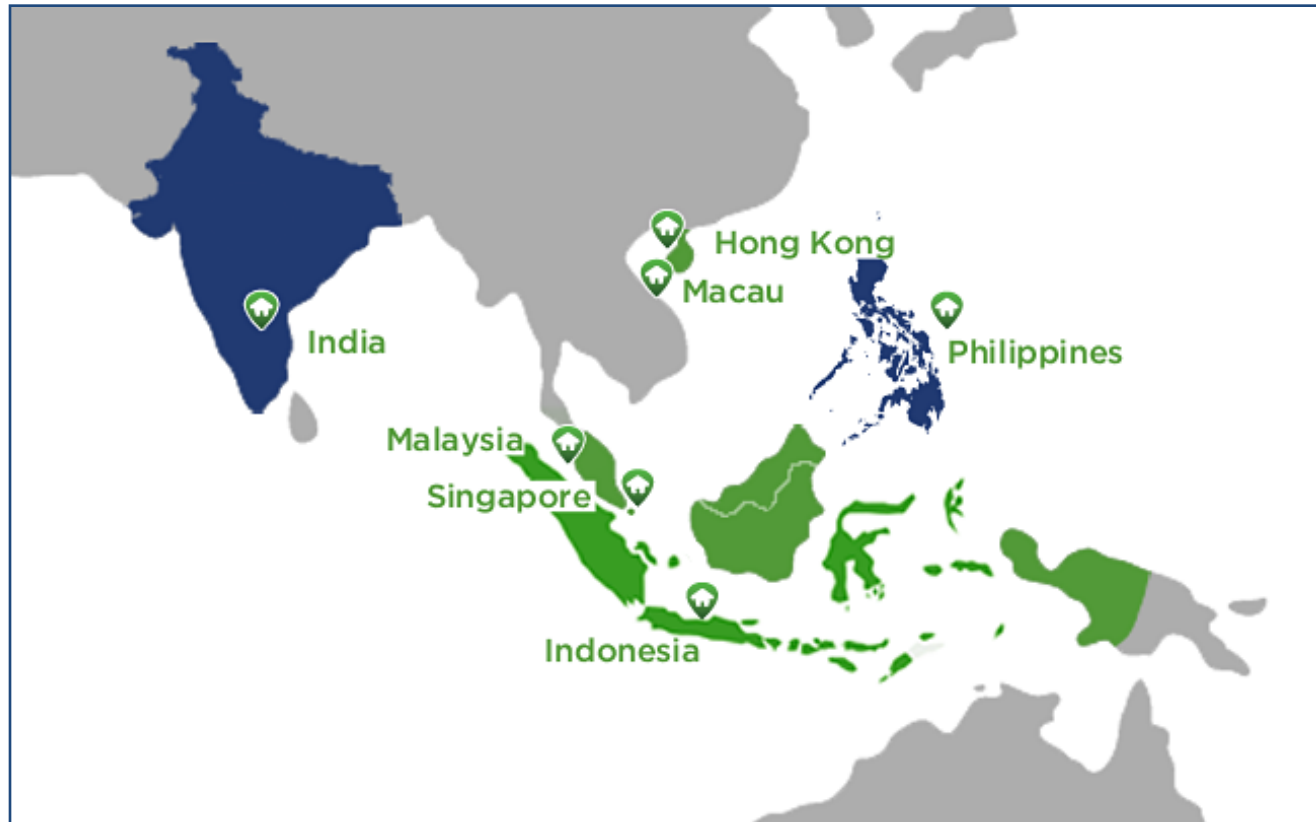 Hong Kong
Macau
India
Philippines
Malaysia
Singapore
Indonesia